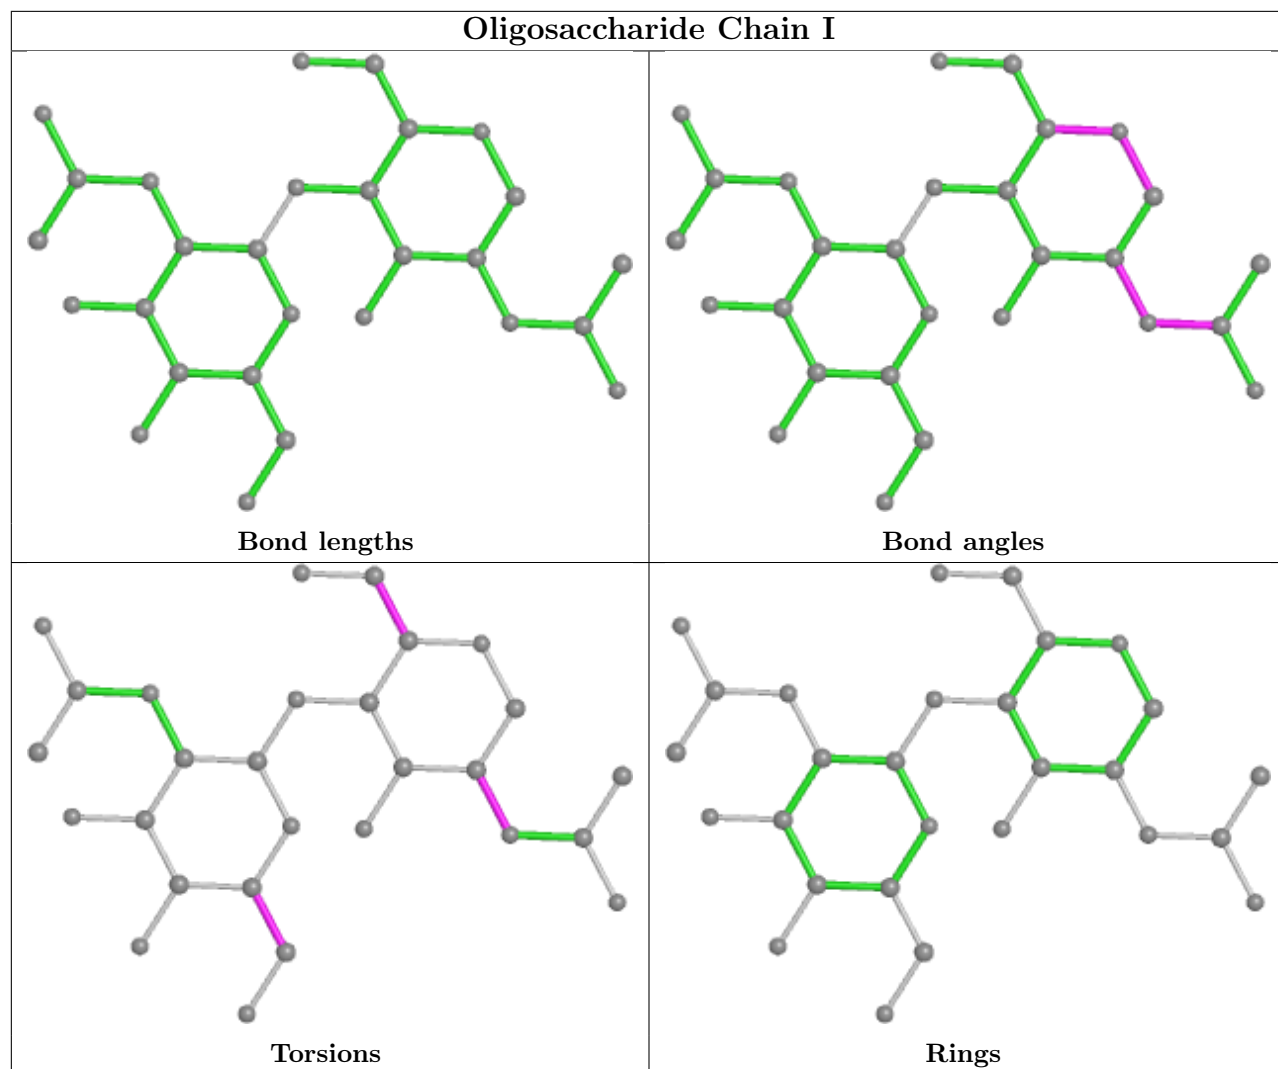 Oligosaccharide Chain I
Bond lengths
Bond angles
Torsions
Rings